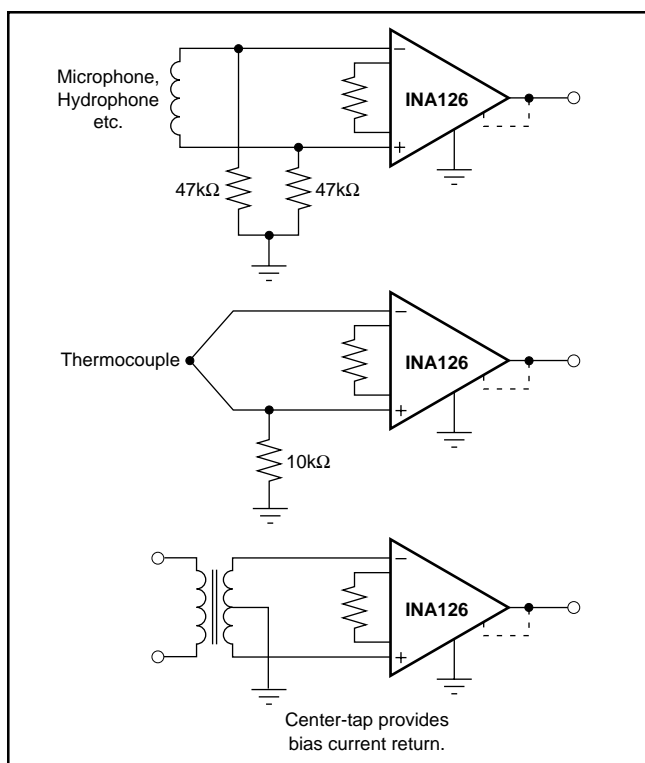 Microphone,
Hydrophone
etc.
−
INA126
+
47kΩ
47kΩ
−
Thermocouple
INA126
+
10kΩ
−
INA126
+
Center-tap provides
bias current return.